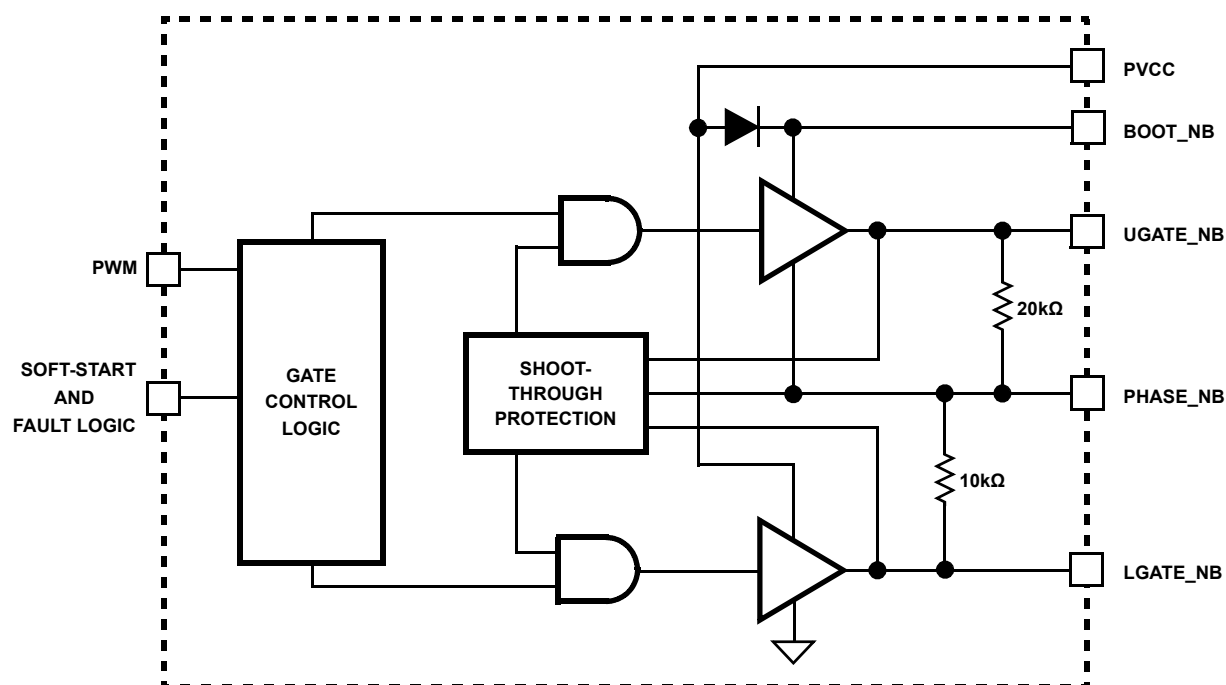 PVCC
BOOT_NB
UGATE_NB
PWM
20kΩ
SOFT-START
AND
FAULT LOGIC
GATE
CONTROL
LOGIC
SHOOT-
THROUGH
PROTECTION
PHASE_NB
10kΩ
LGATE_NB